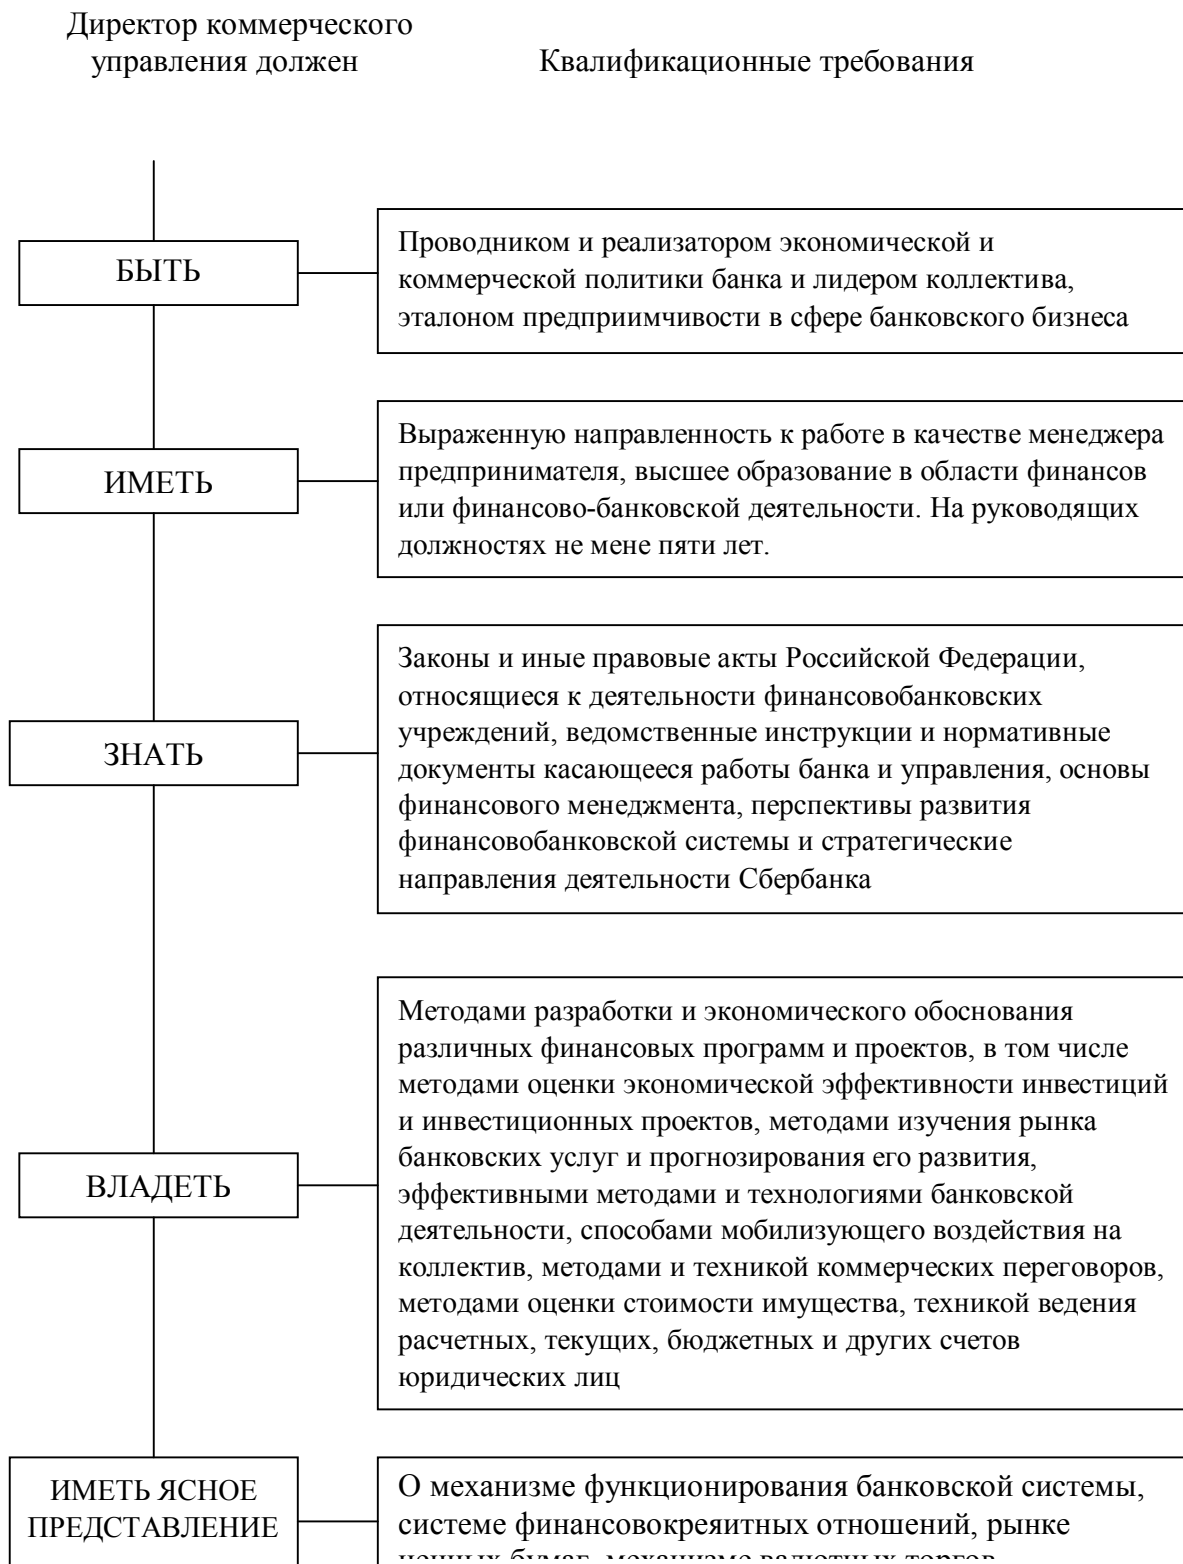 Директор коммерческого
управления должен
Квалификационные требования
БЫТЬ
Проводником и реализатором экономической и
коммерческой политики банка и лидером коллектива,
эталоном предприимчивости в сфере банковского бизнеса
ИМЕТЬ
Выраженную направленность к работе в качестве менеджера
предпринимателя, высшее образование в области финансов
или финансово-банковской деятельности. На руководящих
должностях не мене пяти лет.
ЗНАТЬ
Законы и иные правовые акты Российской Федерации,
относящиеся к деятельности финансовобанковских
учреждений, ведомственные инструкции и нормативные
документы касающееся работы банка и управления, основы
финансового менеджмента, перспективы развития
финансовобанковской системы и стратегические
направления деятельности Сбербанка
ВЛАДЕТЬ
Методами разработки и экономического обоснования
различных финансовых программ и проектов, в том числе
методами оценки экономической эффективности инвестиций
и инвестиционных проектов, методами изучения рынка
банковских услуг и прогнозирования его развития,
эффективными методами и технологиями банковской
деятельности, способами мобилизующего воздействия на
коллектив, методами и техникой коммерческих переговоров,
методами оценки стоимости имущества, техникой ведения
расчетных, текущих, бюджетных и других счетов
юридических лиц
ИМЕТЬ ЯСНОЕ
ПРЕДСТАВЛЕНИЕ
О механизме функционирования банковской системы,
системе финансовокреяитных отношений, рынке
ценных бумаг, механизме валютных торгов